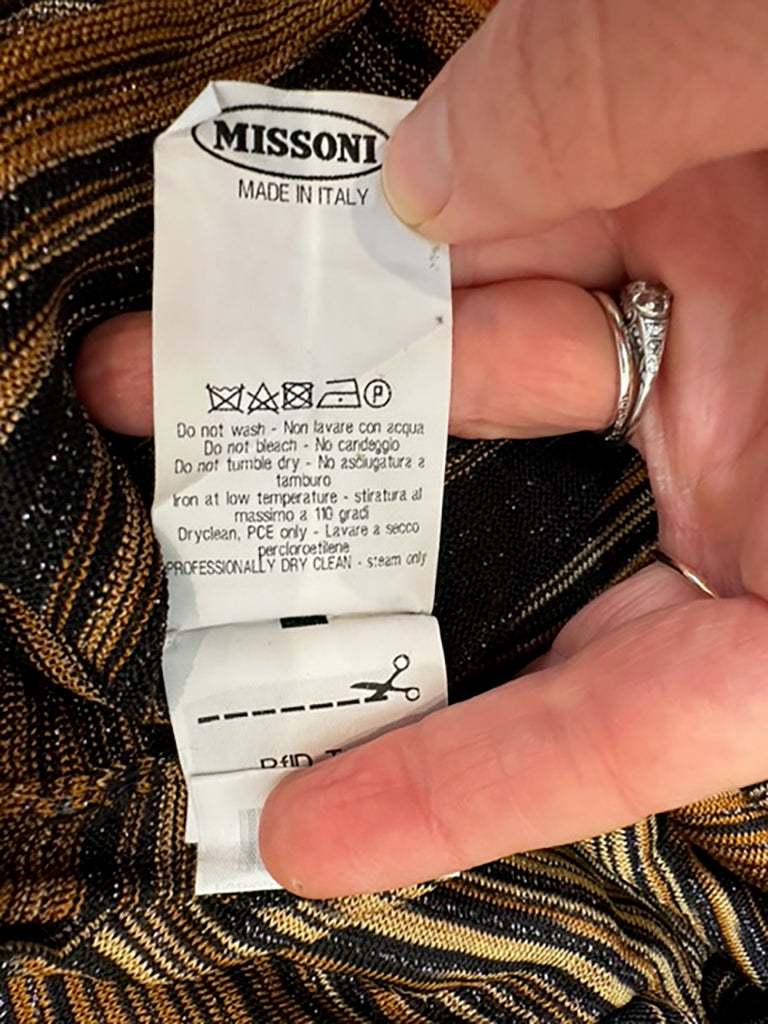 MISSONI
MADE IN ITALY
P
Do not wash - Non lavare con acqua
Do not bleach - No candeggio
Do not tumble dry - No asciugatura a
tamburo
Iron at low temperature - stiratura al
massimo a 110 gradi
Dryclean, PCE only - Lavare a secco
percloroetilene
PROFESSIONALLY DRY CLEAN - steam only
RfID